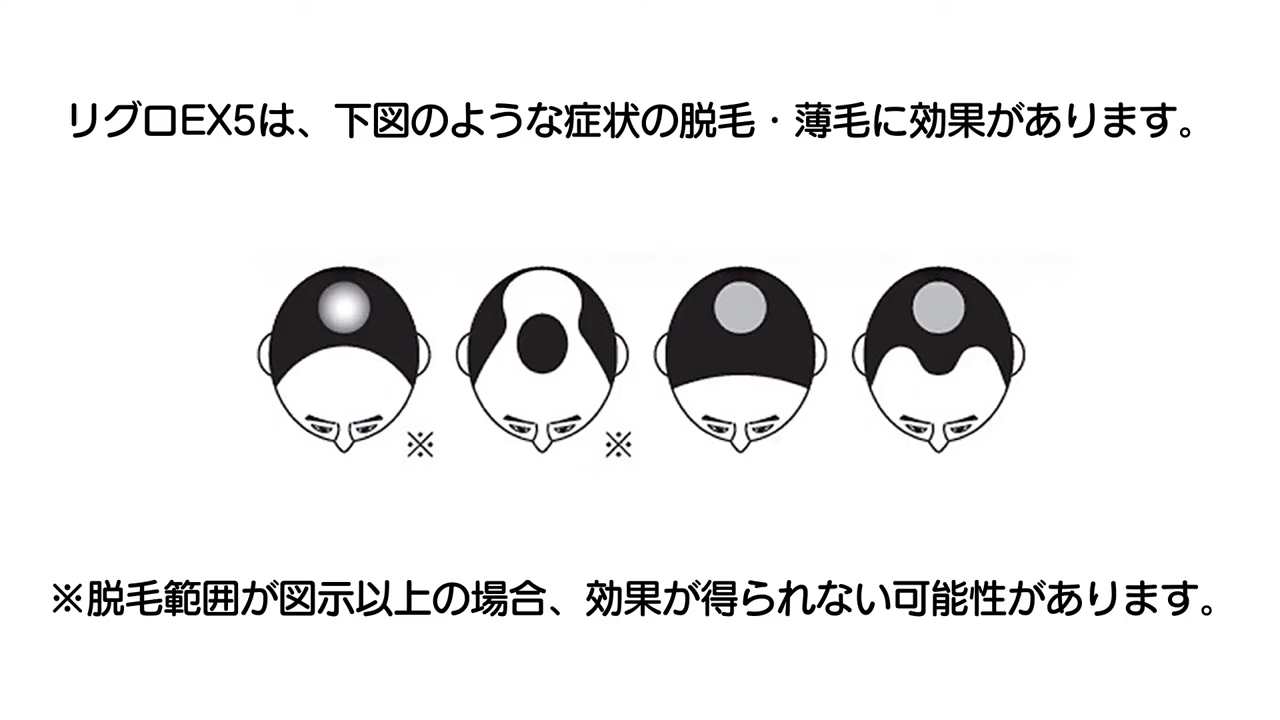 リグロEX5は、下図のような症状の脱毛・薄毛に効果があります。
※ ※
※脱毛範囲が図示以上の場合、効果が得られない可能性があります。